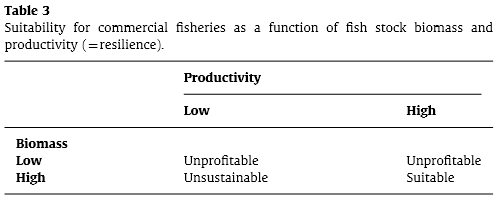 Table 3
Suitability for commercial fisheries as a function of fish stock biomass and
productivity (=resilience).
Productivity
Low High
Biomass
Low Unprofitable Unprofitable
High Unsustainable Suitable